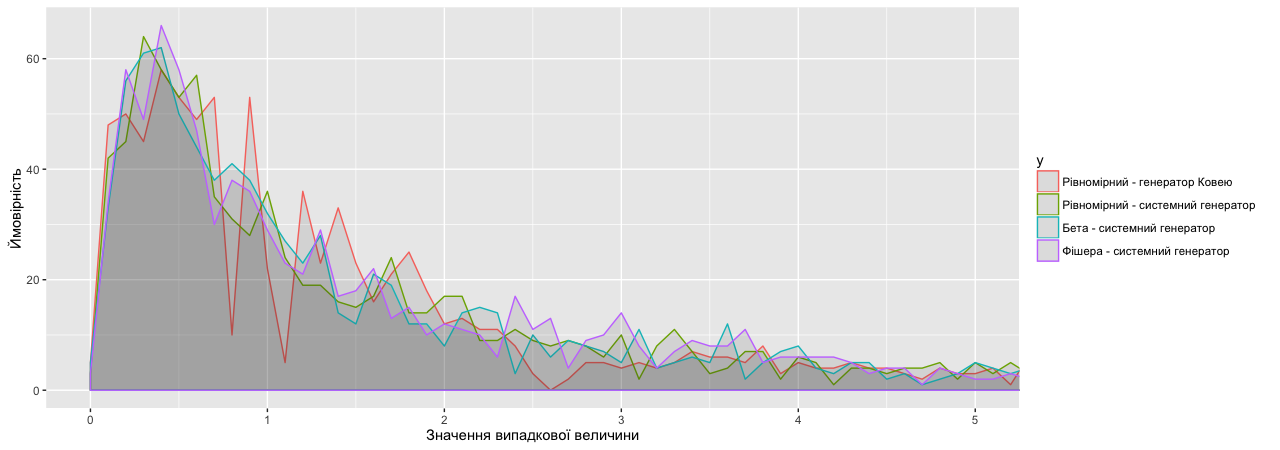 60
40
20
0
Ймовірність
0 1 2 3 4 5
Значення випадкової величини
y
Рівномірний - генератор Ковею
Рівномірний - системний генератор
Бета - системний генератор
Фішера - системний генератор